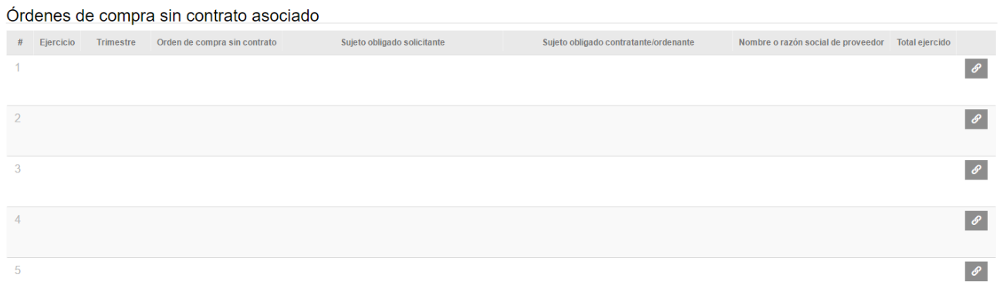 Órdenes de compra sin contrato asociado
# Ejercicio Trimestre Orden de compra sin contrato Sujeto obligado solicitante Sujeto obligado contratante/ordenante Nombre o razón social de proveedor Total ejercido
1
2
3
4
5